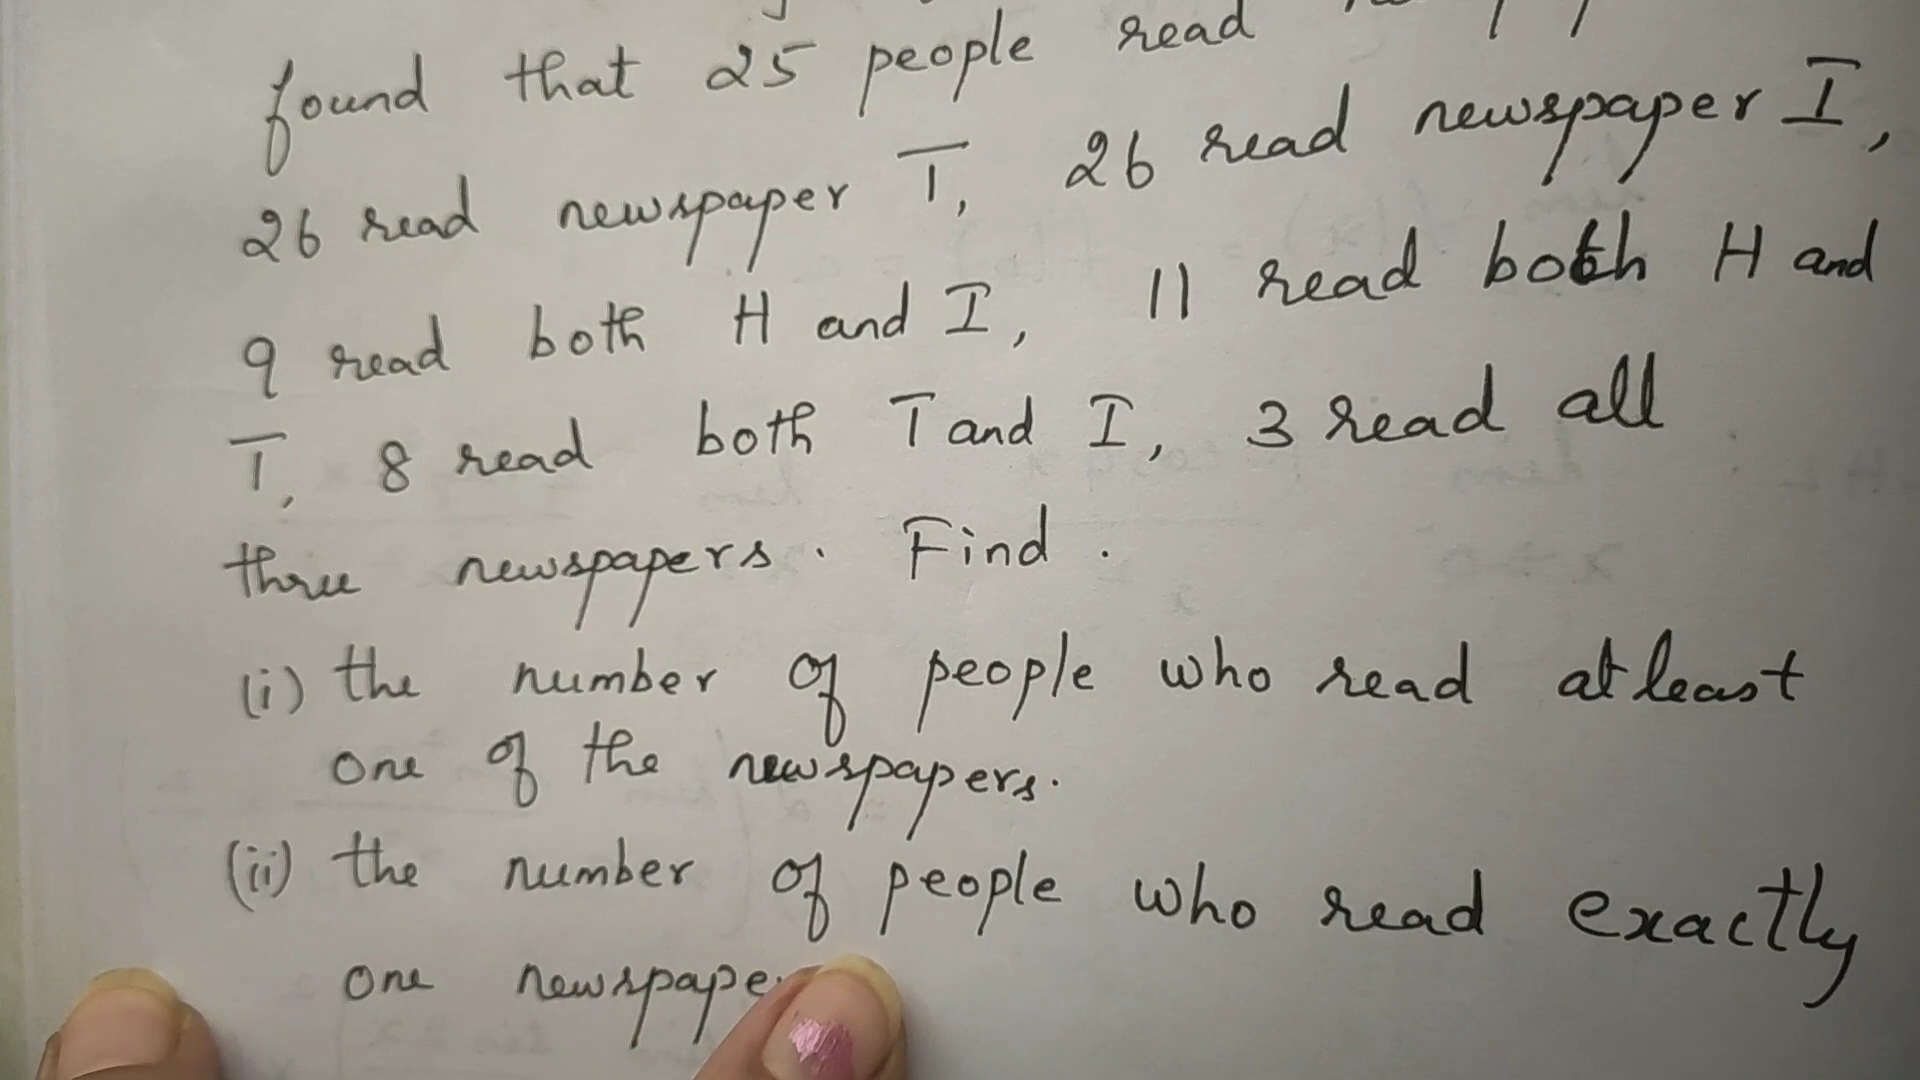 found that 25 people read
26 read newspaper T, 26 read newspaper I,
9 read both H and I, 11 read both H and
T, 8 read both T and I, 3 read all
three newspapers. Find.
(i) the number of people who read atleast
one of the newspapers.
(ii) the number of people who read exactly
one